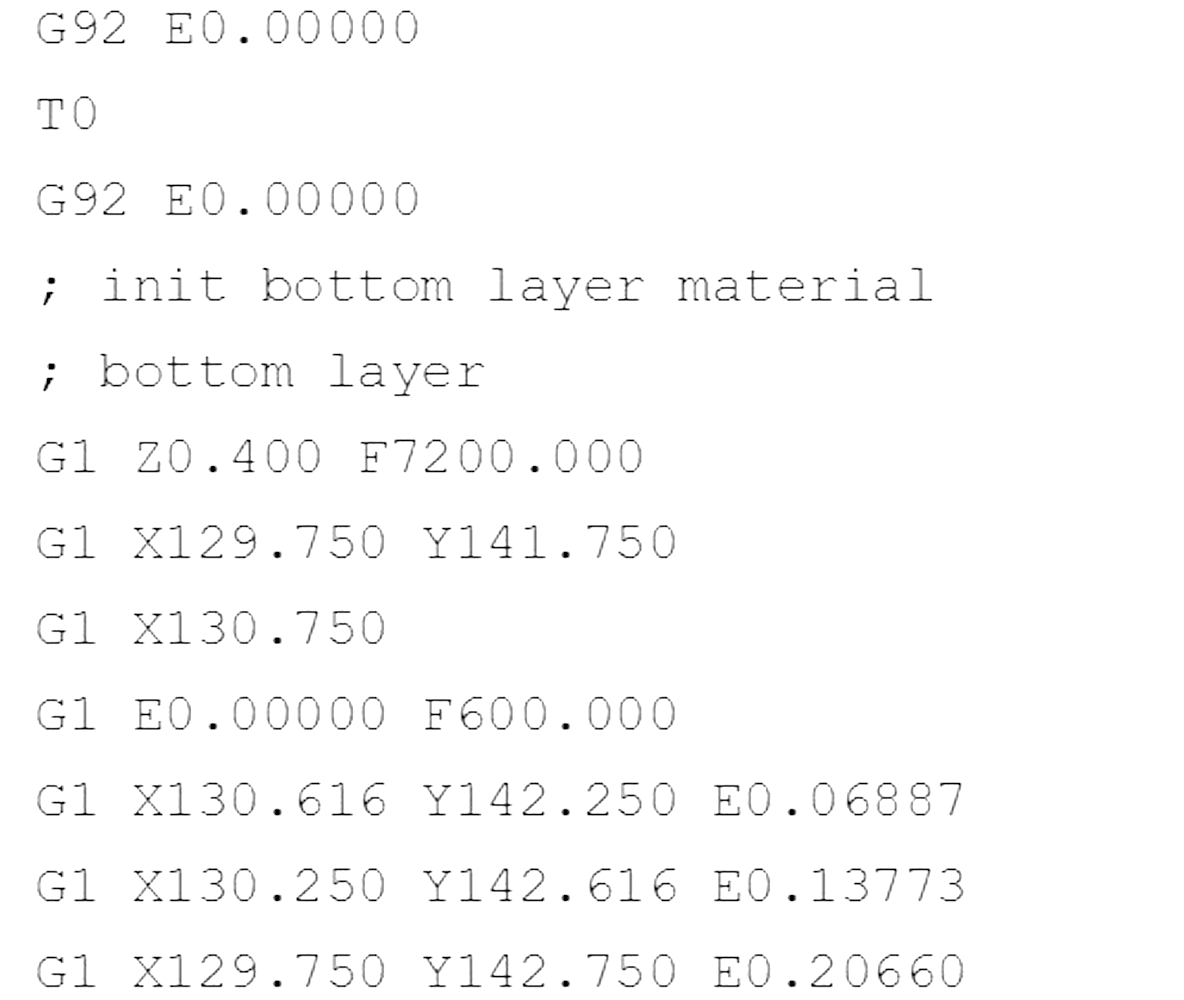 G92 E0.00000
T0
G92 E0.00000
; init bottom layer material
; bottom layer
G1 Z0.400 F7200.000
G1 X129.750 Y141.750
G1 X130.750
G1 E0.00000 F600.000
G1 X130.616 Y142.250 E0.06887
G1 X130.250 Y142.616 E0.13773
G1 X129.750 Y142.750 E0.20660